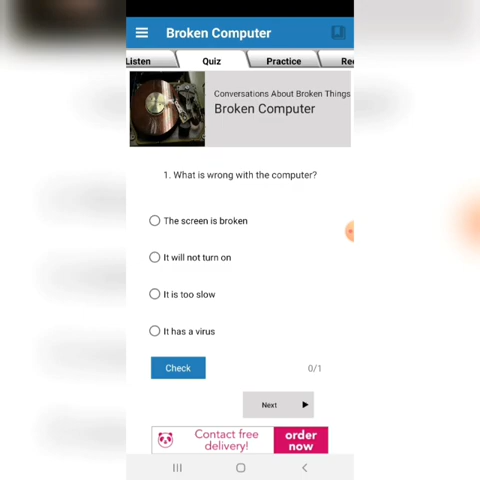 Broken Computer
Listen
Quiz
Practice
Re
Conversations About Broken Things
Broken Computer
1. What is wrong with the computer?
The screen is broken
It will not turn on
It is too slow
It has a virus
Check
0/1
Next
Contact free
delivery!
order
now